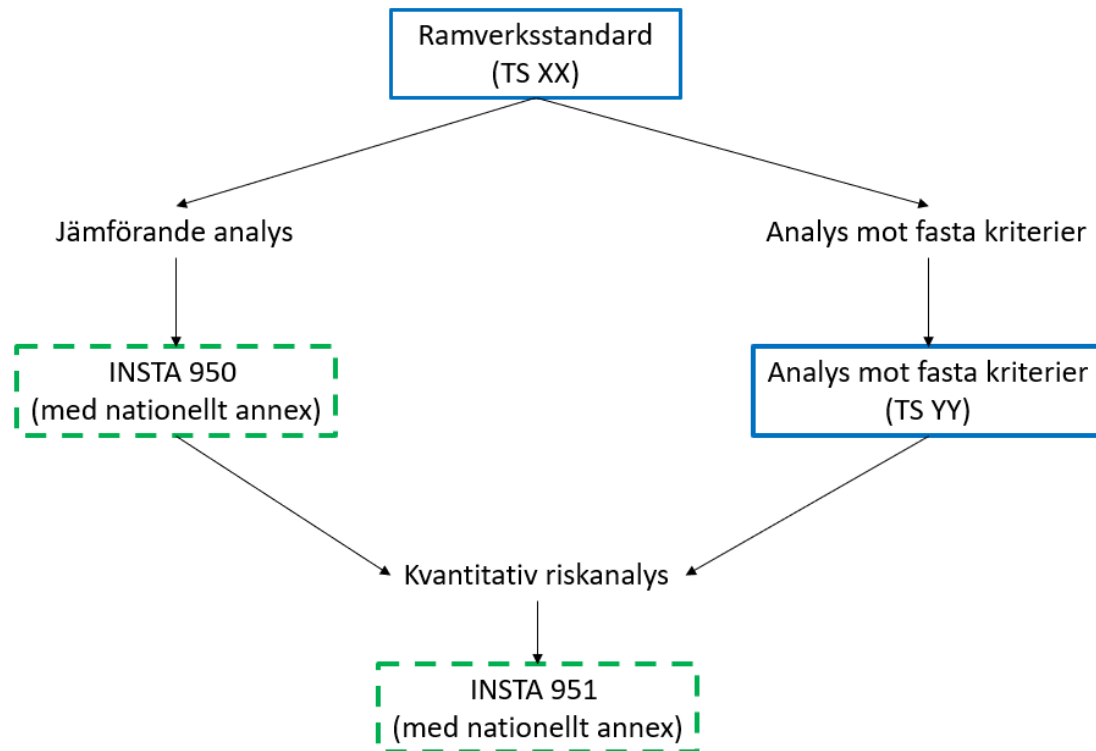 Ramverksstandard
(TS XX)
Jämförande analys
Analys mot fasta kriterier
INSTA 950
(med nationellt annex)
Analys mot fasta kriterier
(TS YY)
Kvantitativ riskanalys
INSTA 951
(med nationellt annex)